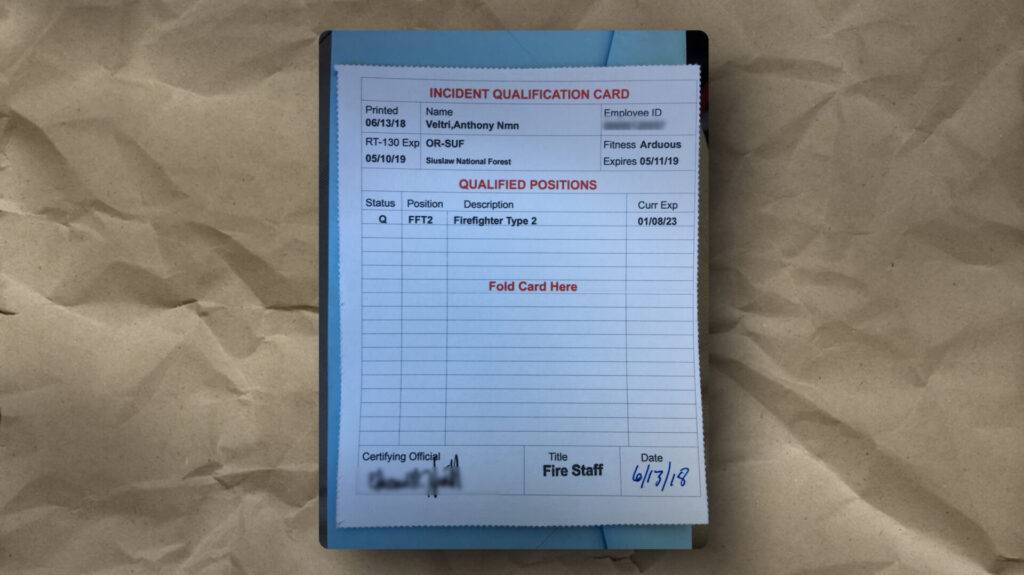 INCIDENT QUALIFICATION CARD
Printed Name Employee ID
06/13/18 Veltri,Anthony Nmn
RT-130 Exp OR-SUF Fitness Arduous
05/10/19 Siuslaw National Forest Expires 05/11/19
QUALIFIED POSITIONS
Status Position Description Curr Exp
Q FFT2 Firefighter Type 2 01/08/23
Fold Card Here
Certifying Official Title Date
Fire Staff 6/13/18